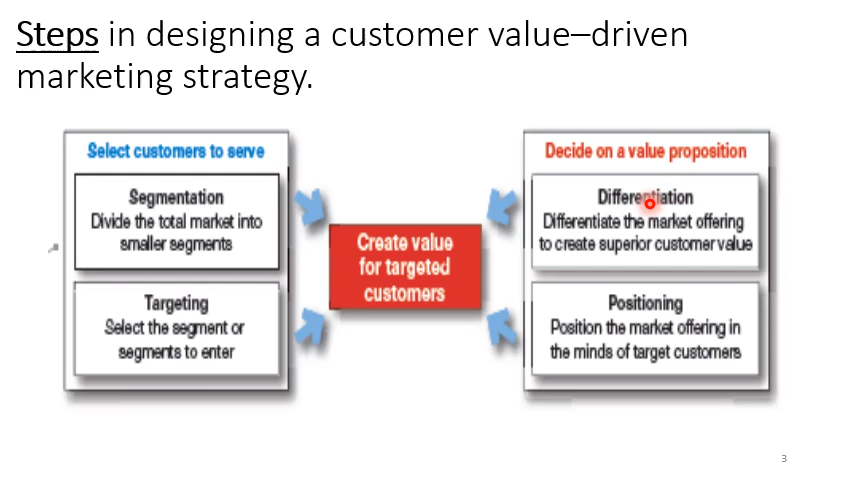 Steps in designing a customer value–driven
marketing strategy.
Select customers to serve
Segmentation
Divide the total market into
smaller segments
Targeting
Select the segment or
segments to enter
Create value
for targeted
customers
Decide on a value proposition
Differentiation
Differentiate the market offering
to create superior customer value
Positioning
Position the market offering in
the minds of target customers
3